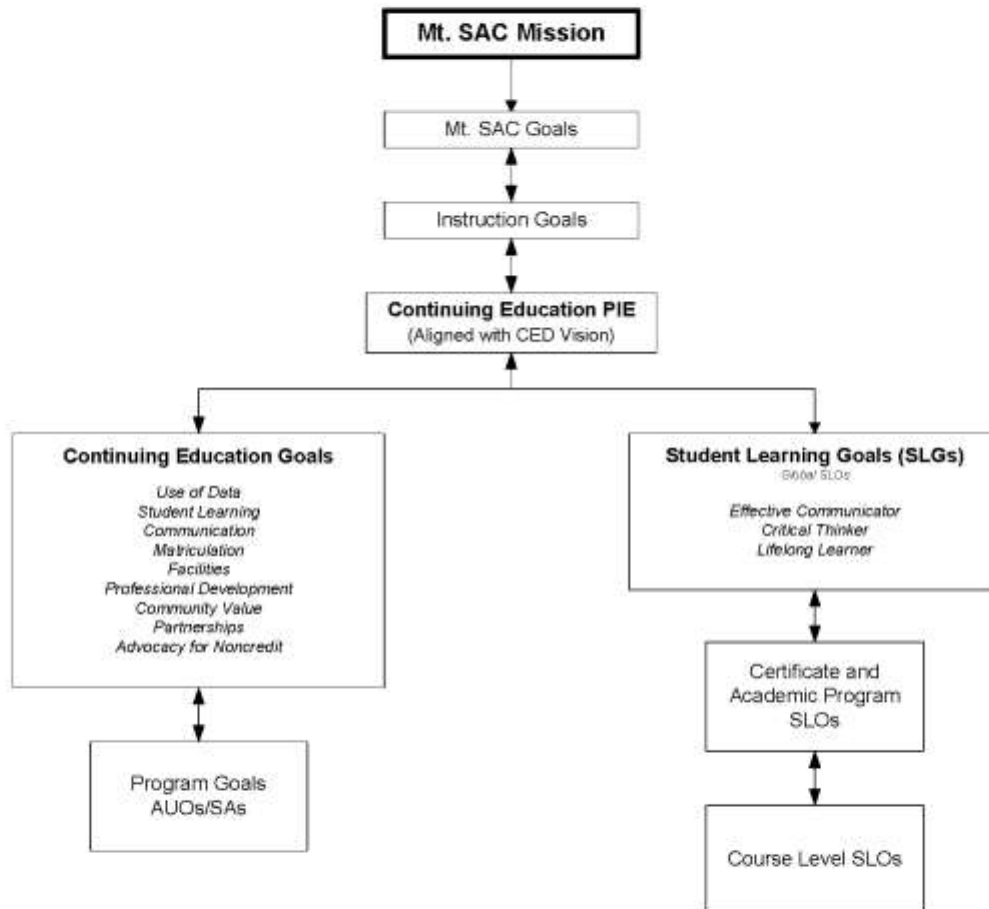 Mt. SAC Mission
Mt. SAC Goals
Instruction Goals
Continuing Education PIE
(Aligned with CED Vision)
Continuing Education Goals
Use of Data
Student Learning
Communication
Matriculation
Facilities
Professional Development
Community Value
Partnerships
Advocacy for Noncredit
Student Learning Goals (SLGs)
Global SLOs
Effective Communicator
Critical Thinker
Lifelong Learner
Program Goals
AUOs/SAs
Certificate and
Academic Program
SLOs
Course Level SLOs